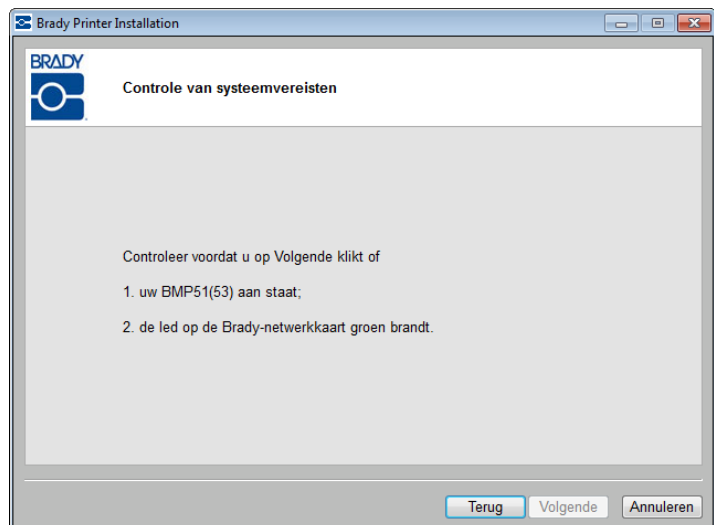 Brady Printer Installation
BRADY
Controle van systeemvereisten
Controleer voordat u op Volgende klikt of
1. uw BMP51(53) aan staat;
2. de led op de Brady-netwerkkaart groen brandt.
Terug Volgende Annuleren